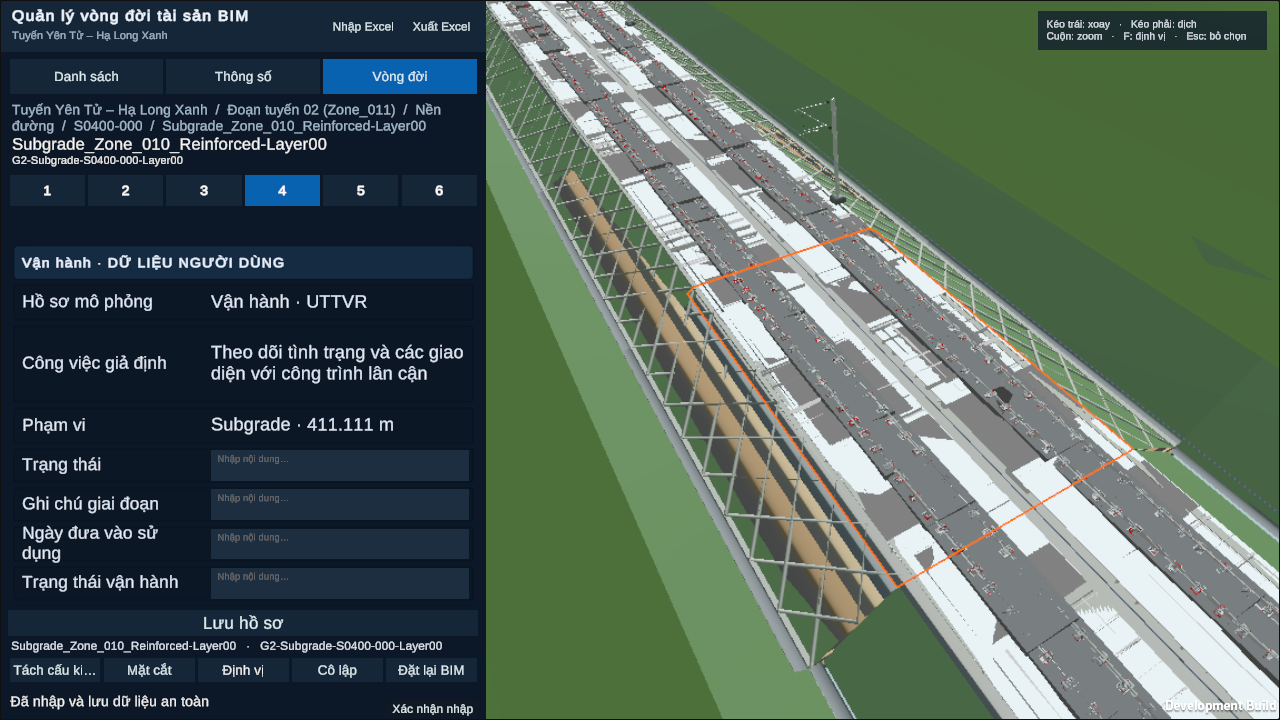 Quản lý vòng đời tài sản BIM
Tuyến Yên Tử – Hạ Long Xanh
Nhập Excel
Xuất Excel
Danh sách
Thông số
Vòng đời
Tuyến Yên Tử – Hạ Long Xanh / Đoạn tuyến 02 (Zone_011) / Nền
đường / S0400-000 / Subgrade_Zone_010_Reinforced-Layer00
Subgrade_Zone_010_Reinforced-Layer00
G2-Subgrade-S0400-000-Layer00
1 2 3 4 5 6
Vận hành · DỮ LIỆU NGƯỜI DÙNG
Hồ sơ mô phỏng
Vận hành · UTTVR
Công việc giả định
Theo dõi tình trạng và các giao
diện với công trình lân cận
Phạm vi
Subgrade · 411.111 m
Trạng thái
Nhập nội dung...
Ghi chú giai đoạn
Nhập nội dung...
Ngày đưa vào sử
dụng
Nhập nội dung...
Trạng thái vận hành
Nhập nội dung...
Lưu hồ sơ
Subgrade_Zone_010_Reinforced-Layer00 · G2-Subgrade-S0400-000-Layer00
Tách cấu ki...
Mặt cắt
Định vị
Cô lập
Đặt lại BIM
Đã nhập và lưu dữ liệu an toàn
Xác nhận nhập
Kéo trái: xoay · Kéo phải: dịch
Cuộn: zoom · F: định vị · Esc: bỏ chọn
Development Build